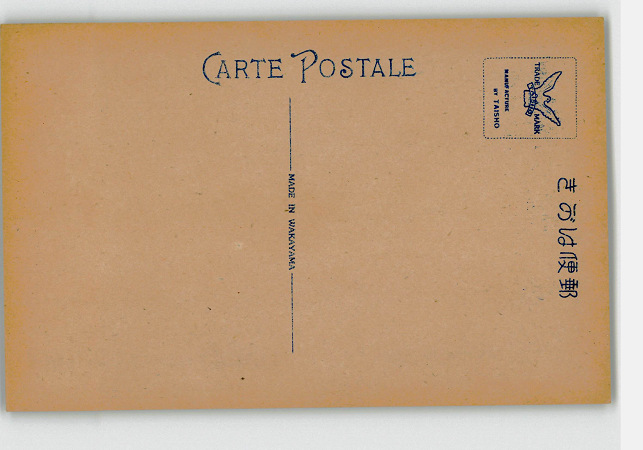 CARTE POSTALE
TRADE MARK
MANUFACTURE
BY TAISHO
MADE IN WAKAYAMA
きがは便郵